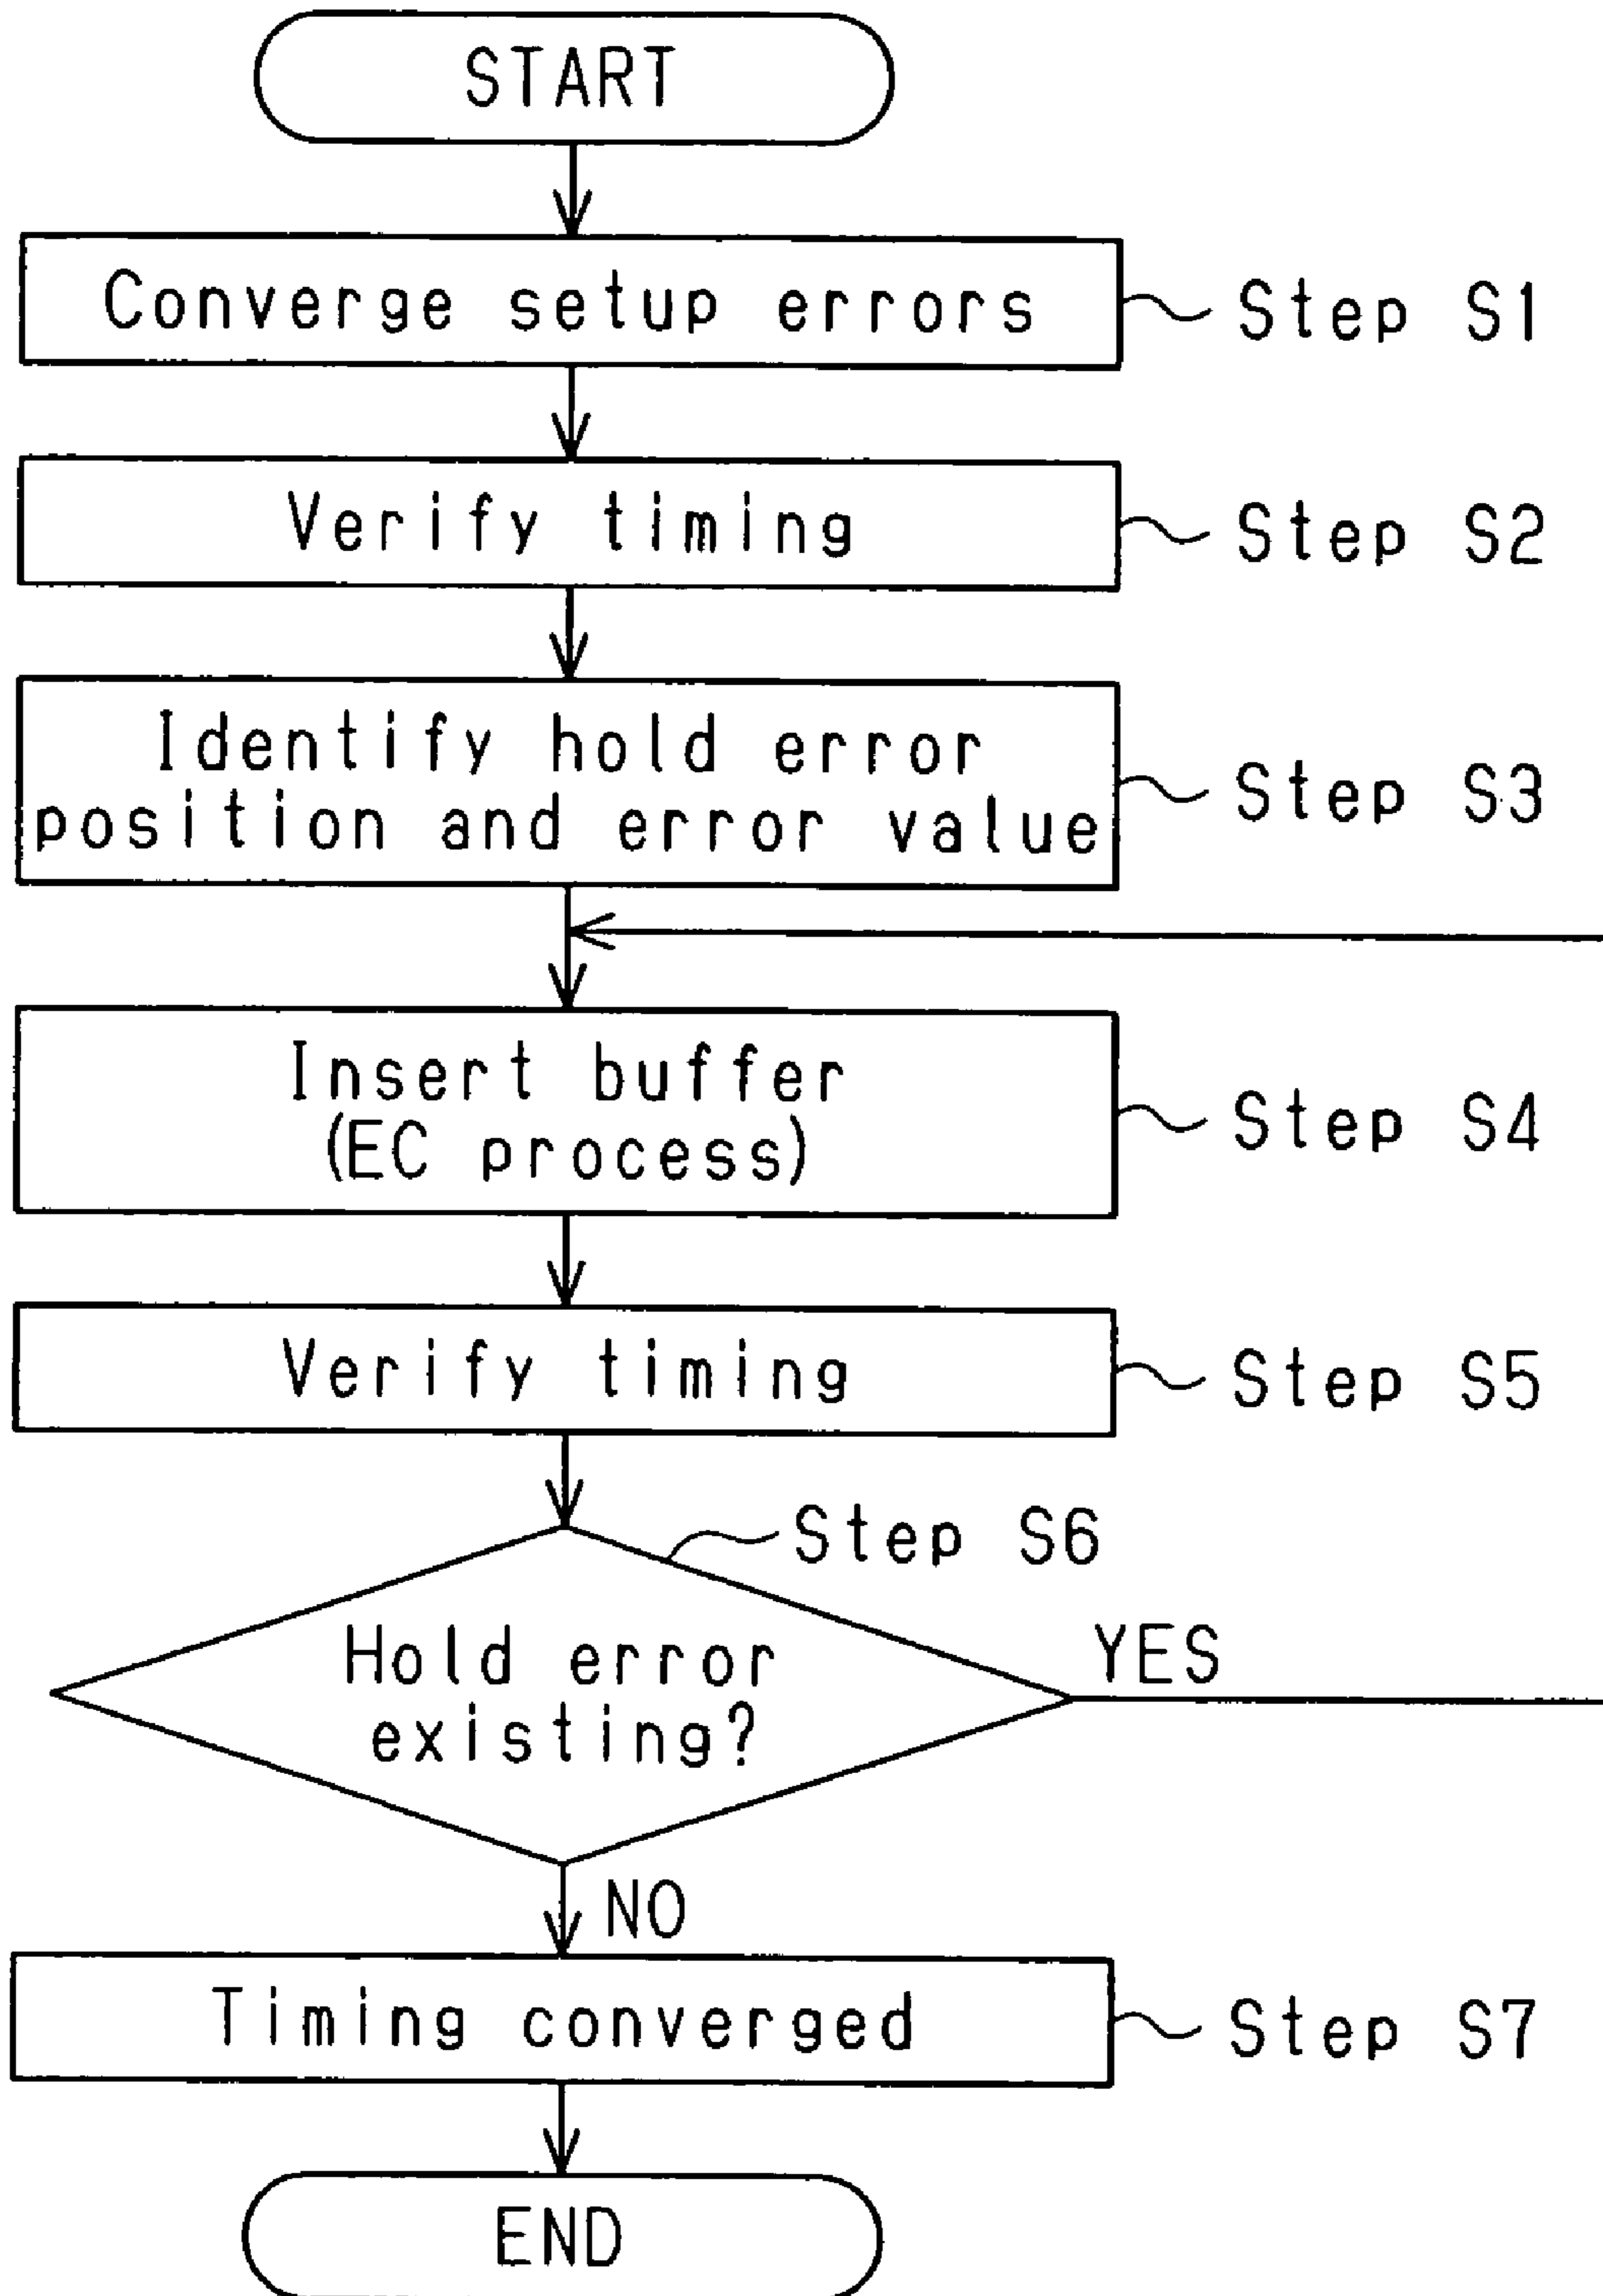 START
Converge setup errors
Step S1
Verify timing
Step S2
Identify hold error
position and error value
Step S3
Insert buffer
(EC process)
Step S4
Verify timing
Step S5
Step S6
Hold error
existing?
YES
NO
Timing converged
Step S7
END